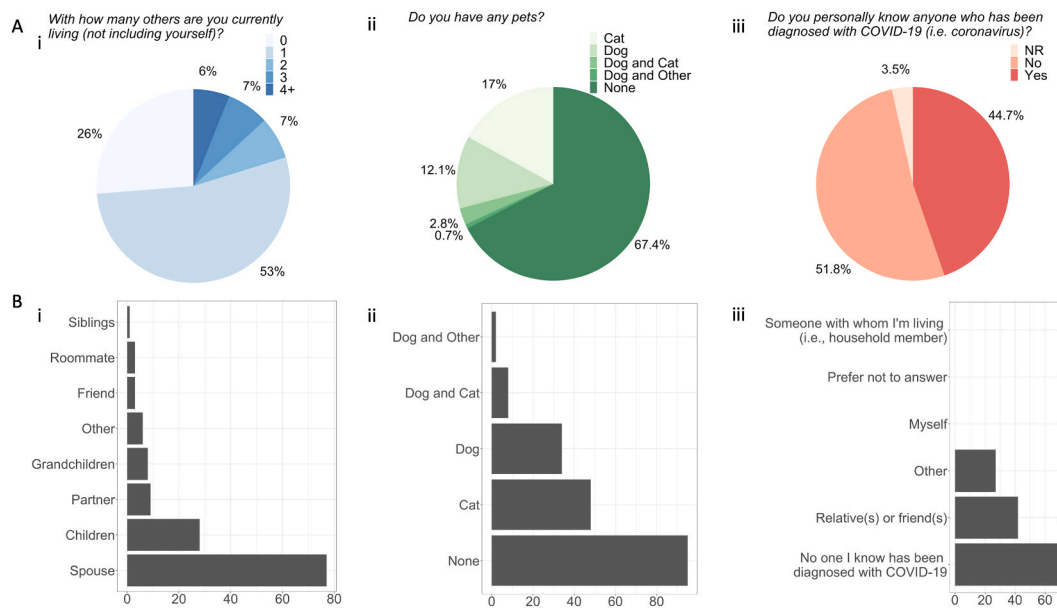 A
With how many others are you currently
living (not including yourself)?
i
0
1
2
3
4+
6%
7%
7%
26%
53%
Do you have any pets?
ii
Cat
Dog
Dog and Cat
Dog and Other
None
17%
12.1%
2.8%
0.7%
67.4%
Do you personally know anyone who has been
diagnosed with COVID-19 (i.e. coronavirus)?
iii
NR
No
Yes
3.5%
44.7%
51.8%
B
i
Siblings
Roommate
Friend
Other
Grandchildren
Partner
Children
Spouse
0 20 40 60 80
ii
Dog and Other
Dog and Cat
Dog
Cat
None
0 20 40 60 80
iii
Someone with whom I'm living
(i.e., household member)
Prefer not to answer
Myself
Other
Relative(s) or friend(s)
No one I know has been
diagnosed with COVID-19
0 20 40 60